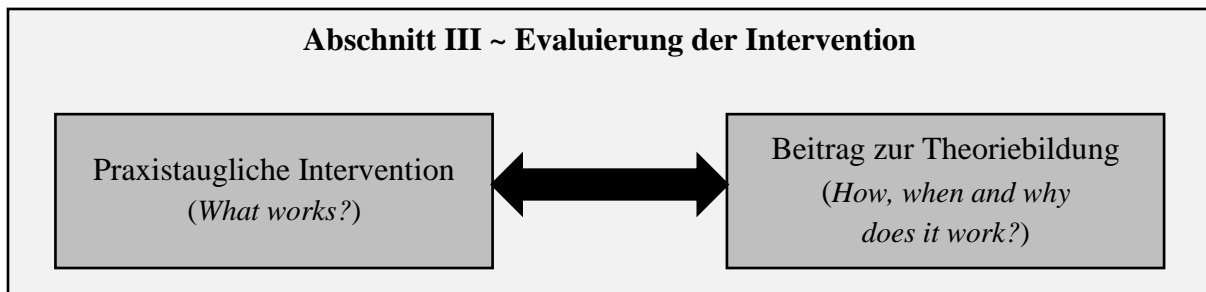 Abschnitt III ~ Evaluierung der Intervention
Praxistaugliche Intervention
(What works?)
Beitrag zur Theoriebildung
(How, when and why
does it work?)